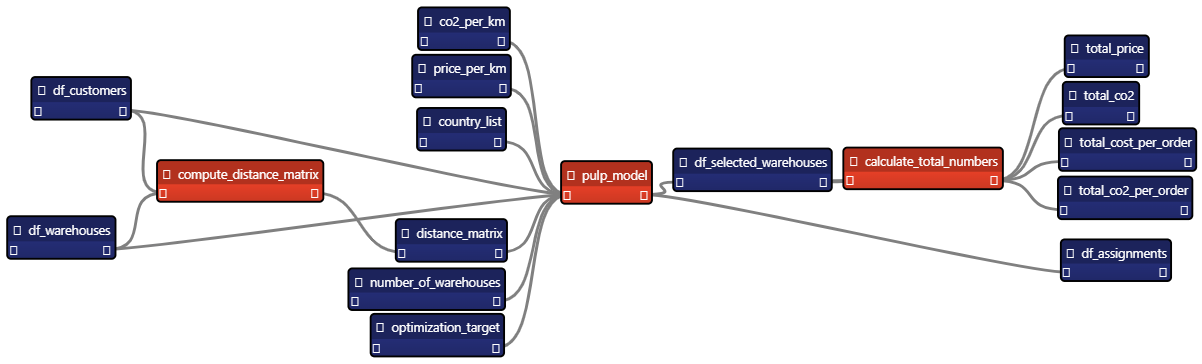 co2_per_km
price_per_km
df_customers
country_list
compute_distance_matrix
df_warehouses
distance_matrix
number_of_warehouses
optimization_target
pulp_model
df_selected_warehouses
calculate_total_numbers
total_price
total_co2
total_cost_per_order
total_co2_per_order
df_assignments